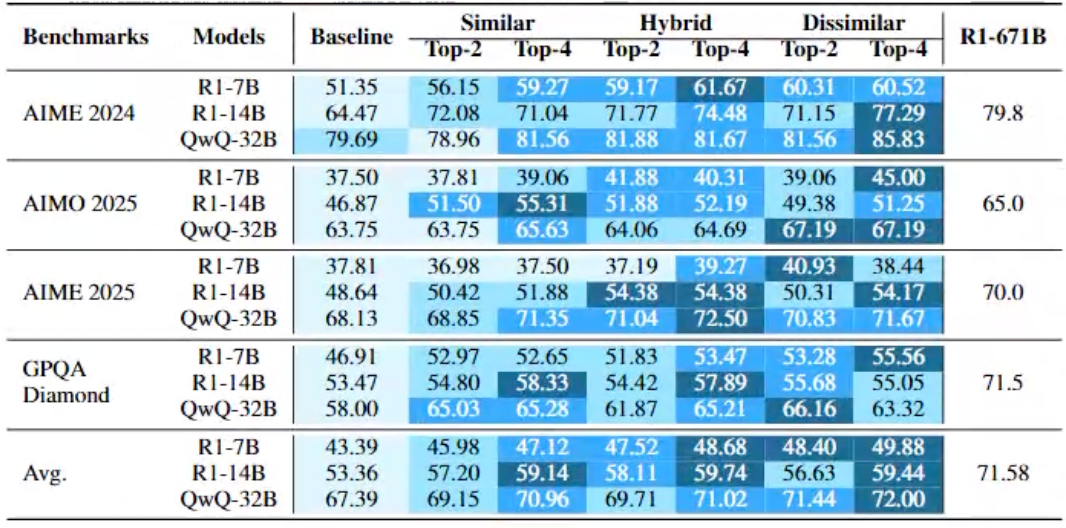 Benchmarks Models Baseline Similar Hybrid Dissimilar R1-671B
Top-2 Top-4 Top-2 Top-4 Top-2 Top-4
R1-7B 51.35 56.15 59.27 59.17 61.67 60.31 60.52
AIME 2024 R1-14B 64.47 72.08 71.04 71.77 74.48 71.15 77.29 79.8
QwQ-32B 79.69 78.96 81.56 81.88 81.67 81.56 85.83
R1-7B 37.50 37.81 39.06 41.88 40.31 39.06 45.00
AIMO 2025 R1-14B 46.87 51.50 55.31 51.88 52.19 49.38 51.25 65.0
QwQ-32B 63.75 63.75 65.63 64.06 64.69 67.19 67.19
R1-7B 37.81 36.98 37.50 37.19 39.27 40.93 38.44
AIME 2025 R1-14B 48.64 50.42 51.88 54.38 54.38 50.31 54.17 70.0
QwQ-32B 68.13 68.85 71.35 71.04 72.50 70.83 71.67
R1-7B 46.91 52.97 52.65 51.83 53.47 53.28 55.56
GPQA Diamond R1-14B 53.47 54.80 58.33 54.42 57.89 55.68 55.05 71.5
QwQ-32B 58.00 65.03 65.28 61.87 65.21 66.16 63.32
R1-7B 43.39 45.98 47.12 47.52 48.68 48.40 49.88
Avg. R1-14B 53.36 57.20 59.14 58.11 59.74 56.63 59.44 71.58
QwQ-32B 67.39 69.15 70.96 69.71 71.02 71.44 72.00